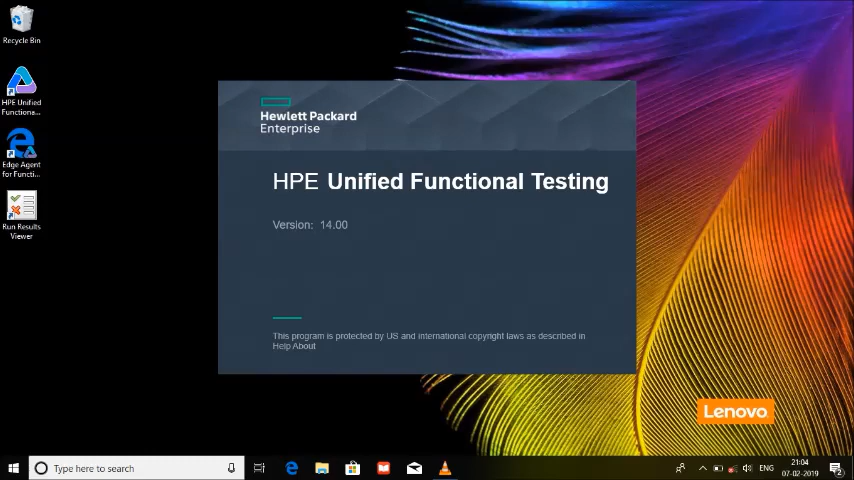 Recycle Bin
HPE Unified
Functiona...
Edge Agent
for Functi...
Run Results
Viewer
Hewlett Packard
Enterprise
HPE Unified Functional Testing
Version: 14.00
This program is protected by US and international copyright laws as described in
Help About
Lenovo
Type here to search
ENG
21:04
07-02-2019
2